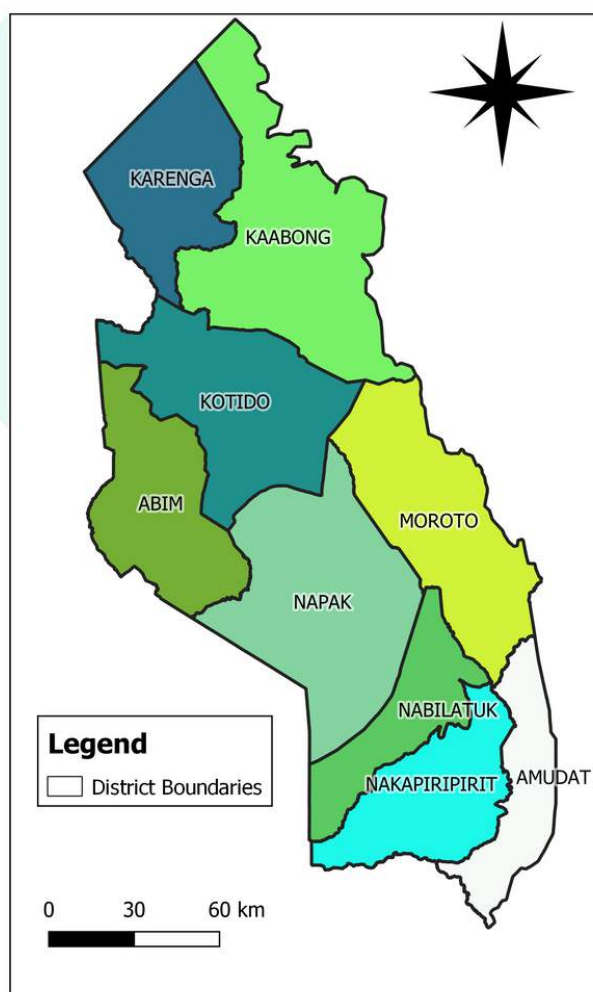 KARENGA
KAABONG
KOTIDO
ABIM
MOROTO
NAPAK
NABILATUK
NAKAPIRIPIRIT
AMUDAT
Legend
District Boundaries
0 30 60 km